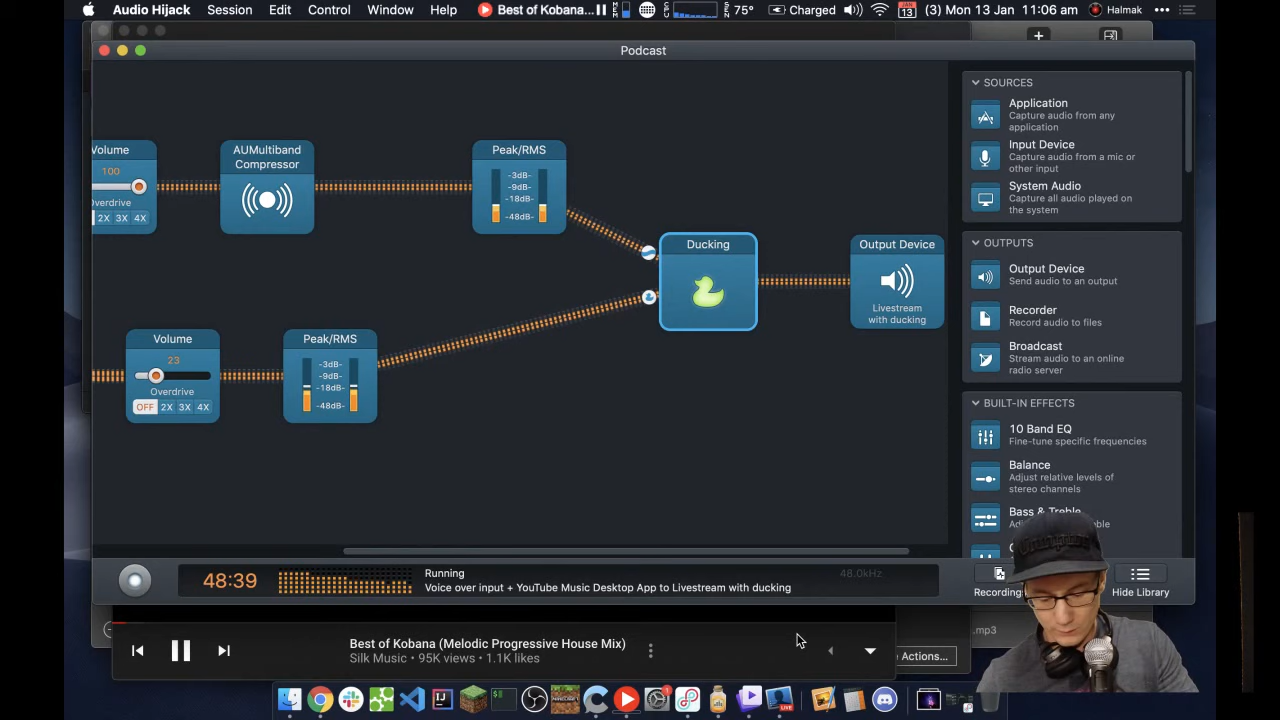 Audio Hijack Session Edit Control Window Help Best of Kobana... 75° Charged (3) Mon 13 Jan 11:06 am Halmak
JAN
13
Podcast
Volume
100
Overdrive
2X 3X 4X
AUMultiband
Compressor
Peak/RMS
-3dB-
-9dB-
-18dB-
-48dB-
Ducking
Output Device
Livestream
with ducking
Volume
23
Overdrive
OFF 2X 3X 4X
Peak/RMS
-3dB-
-9dB-
-18dB-
-48dB-
SOURCES
Application
Capture audio from any
application
Input Device
Capture audio from a mic or
other input
System Audio
Capture all audio played on
the system
OUTPUTS
Output Device
Send audio to an output
Recorder
Record audio to files
Broadcast
Stream audio to an online
radio server
BUILT-IN EFFECTS
10 Band EQ
Fine-tune specific frequencies
Balance
Adjust relative levels of
stereo channels
Bass & Treble
48:39
Running
48.0kHz
Voice over input + YouTube Music Desktop App to Livestream with ducking
Recording
Hide Library
.mp3
Best of Kobana (Melodic Progressive House Mix)
Silk Music • 95K views • 1.1K likes
Actions...
LIVE